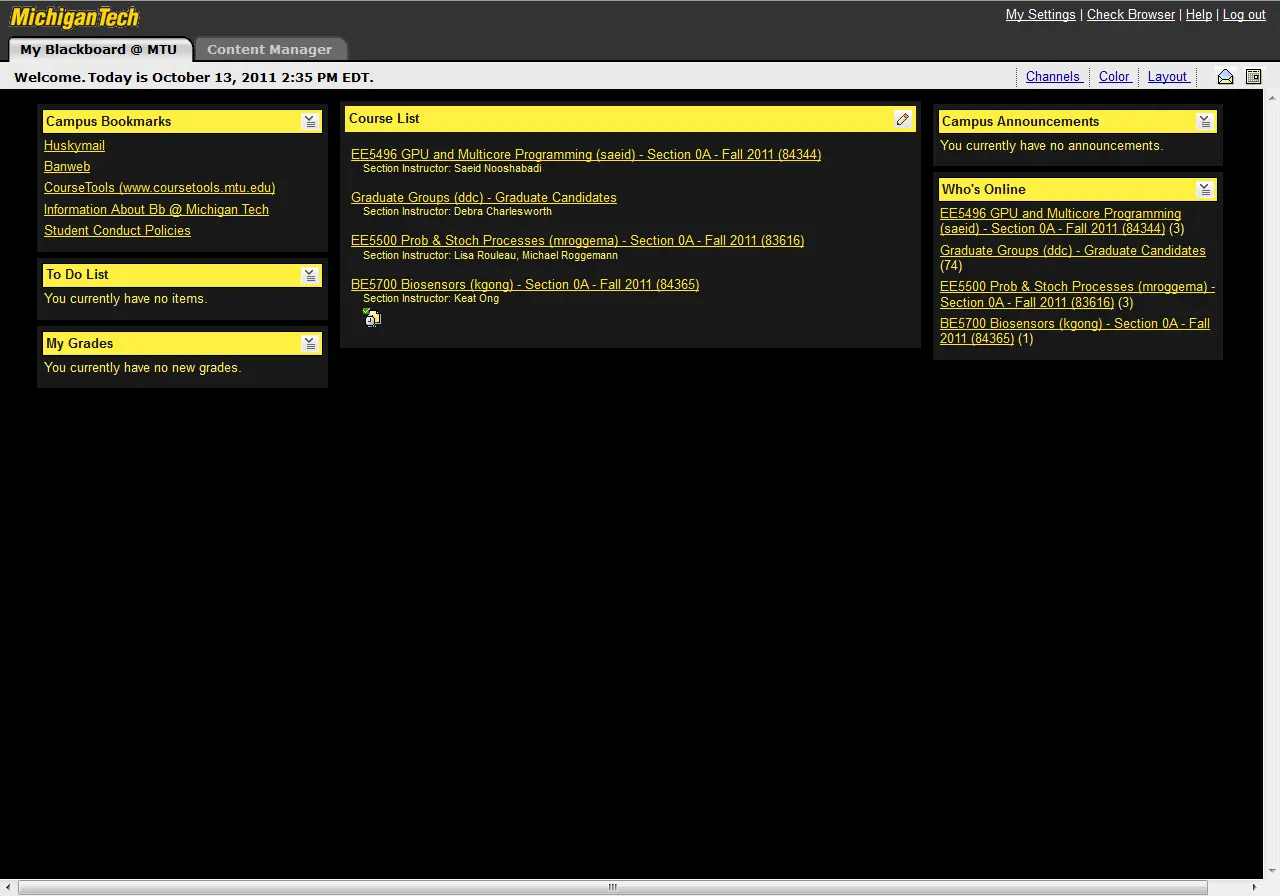 MichiganTech
My Settings | Check Browser | Help | Log out
My Blackboard @ MTU
Content Manager
Welcome. Today is October 13, 2011 2:35 PM EDT.
Channels
Color
Layout
Campus Bookmarks
Huskymail
Banweb
CourseTools (www.coursetools.mtu.edu)
Information About Bb @ Michigan Tech
Student Conduct Policies
To Do List
You currently have no items.
My Grades
You currently have no new grades.
Course List
EE5496 GPU and Multicore Programming (saeid) - Section 0A - Fall 2011 (84344)
Section Instructor: Saeid Nooshabadi
Graduate Groups (ddc) - Graduate Candidates
Section Instructor: Debra Charlesworth
EE5500 Prob & Stoch Processes (mroggema) - Section 0A - Fall 2011 (83616)
Section Instructor: Lisa Rouleau, Michael Roggemann
BE5700 Biosensors (kgong) - Section 0A - Fall 2011 (84365)
Section Instructor: Keat Ong
Campus Announcements
You currently have no announcements.
Who's Online
EE5496 GPU and Multicore Programming
(saeid) - Section 0A - Fall 2011 (84344) (3)
Graduate Groups (ddc) - Graduate Candidates
(74)
EE5500 Prob & Stoch Processes (mroggema) -
Section 0A - Fall 2011 (83616) (3)
BE5700 Biosensors (kgong) - Section 0A - Fall
2011 (84365) (1)